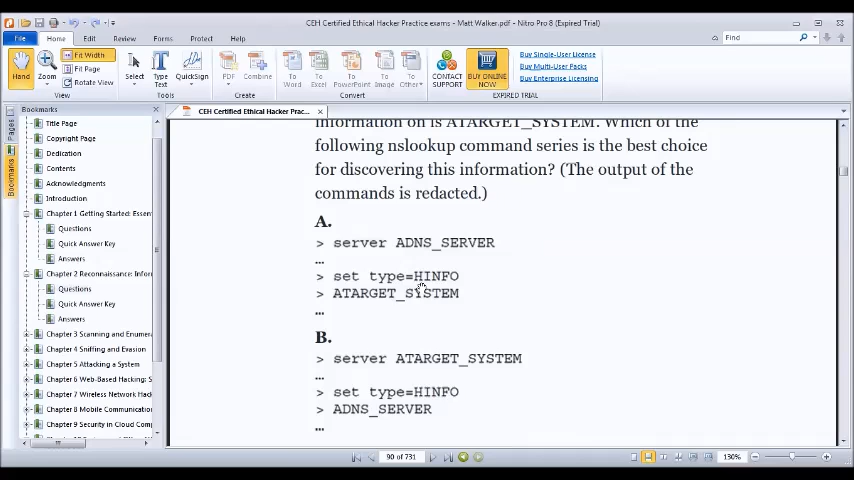 CEH Certified Ethical Hacker Practice exams - Matt Walker.pdf - Nitro Pro 8 (Expired Trial)
File Home Forms Review Protect Help
Find
Hand
Zoom
Fit Width
Fit Page
Rotate View
View
Select
Type Text
QuickSign
Tools
PDF
Combine
Create
To Word
To Excel
To PowerPoint
To Other
Convert
CONTACT SUPPORT
BUY ONLINE NOW
Buy Single-User License
Buy Multi-User Packs
Buy Enterprise Licensing
EXPIRED TRIAL
Bookmarks
CEH Certified Ethical Hacker Prac...
Pages
Bookmarks
Title Page
Copyright Page
Dedication
Contents
Acknowledgments
Introduction
Chapter 1 Getting Started: Essen
Questions
Quick Answer Key
Answers
Chapter 2 Reconnaissance: Infor
Questions
Quick Answer Key
Answers
Chapter 3 Scanning and Enumera
Chapter 4 Sniffing and Evasion
Chapter 5 Attacking a System
Chapter 6 Web-Based Hacking: S
Chapter 7 Wireless Network Hac
Chapter 8 Mobile Communication
Chapter 9 Security in Cloud Comp
information on is ATARGET_SYSTEM. Which of the
following nslookup command series is the best choice
for discovering this information? (The output of the
commands is redacted.)
A.
> server ADNS_SERVER
...
> set type=HINFO
> ATARGET_SYSTEM
...
B.
> server ATARGET_SYSTEM
...
> set type=HINFO
> ADNS_SERVER
...
90 of 731
130%